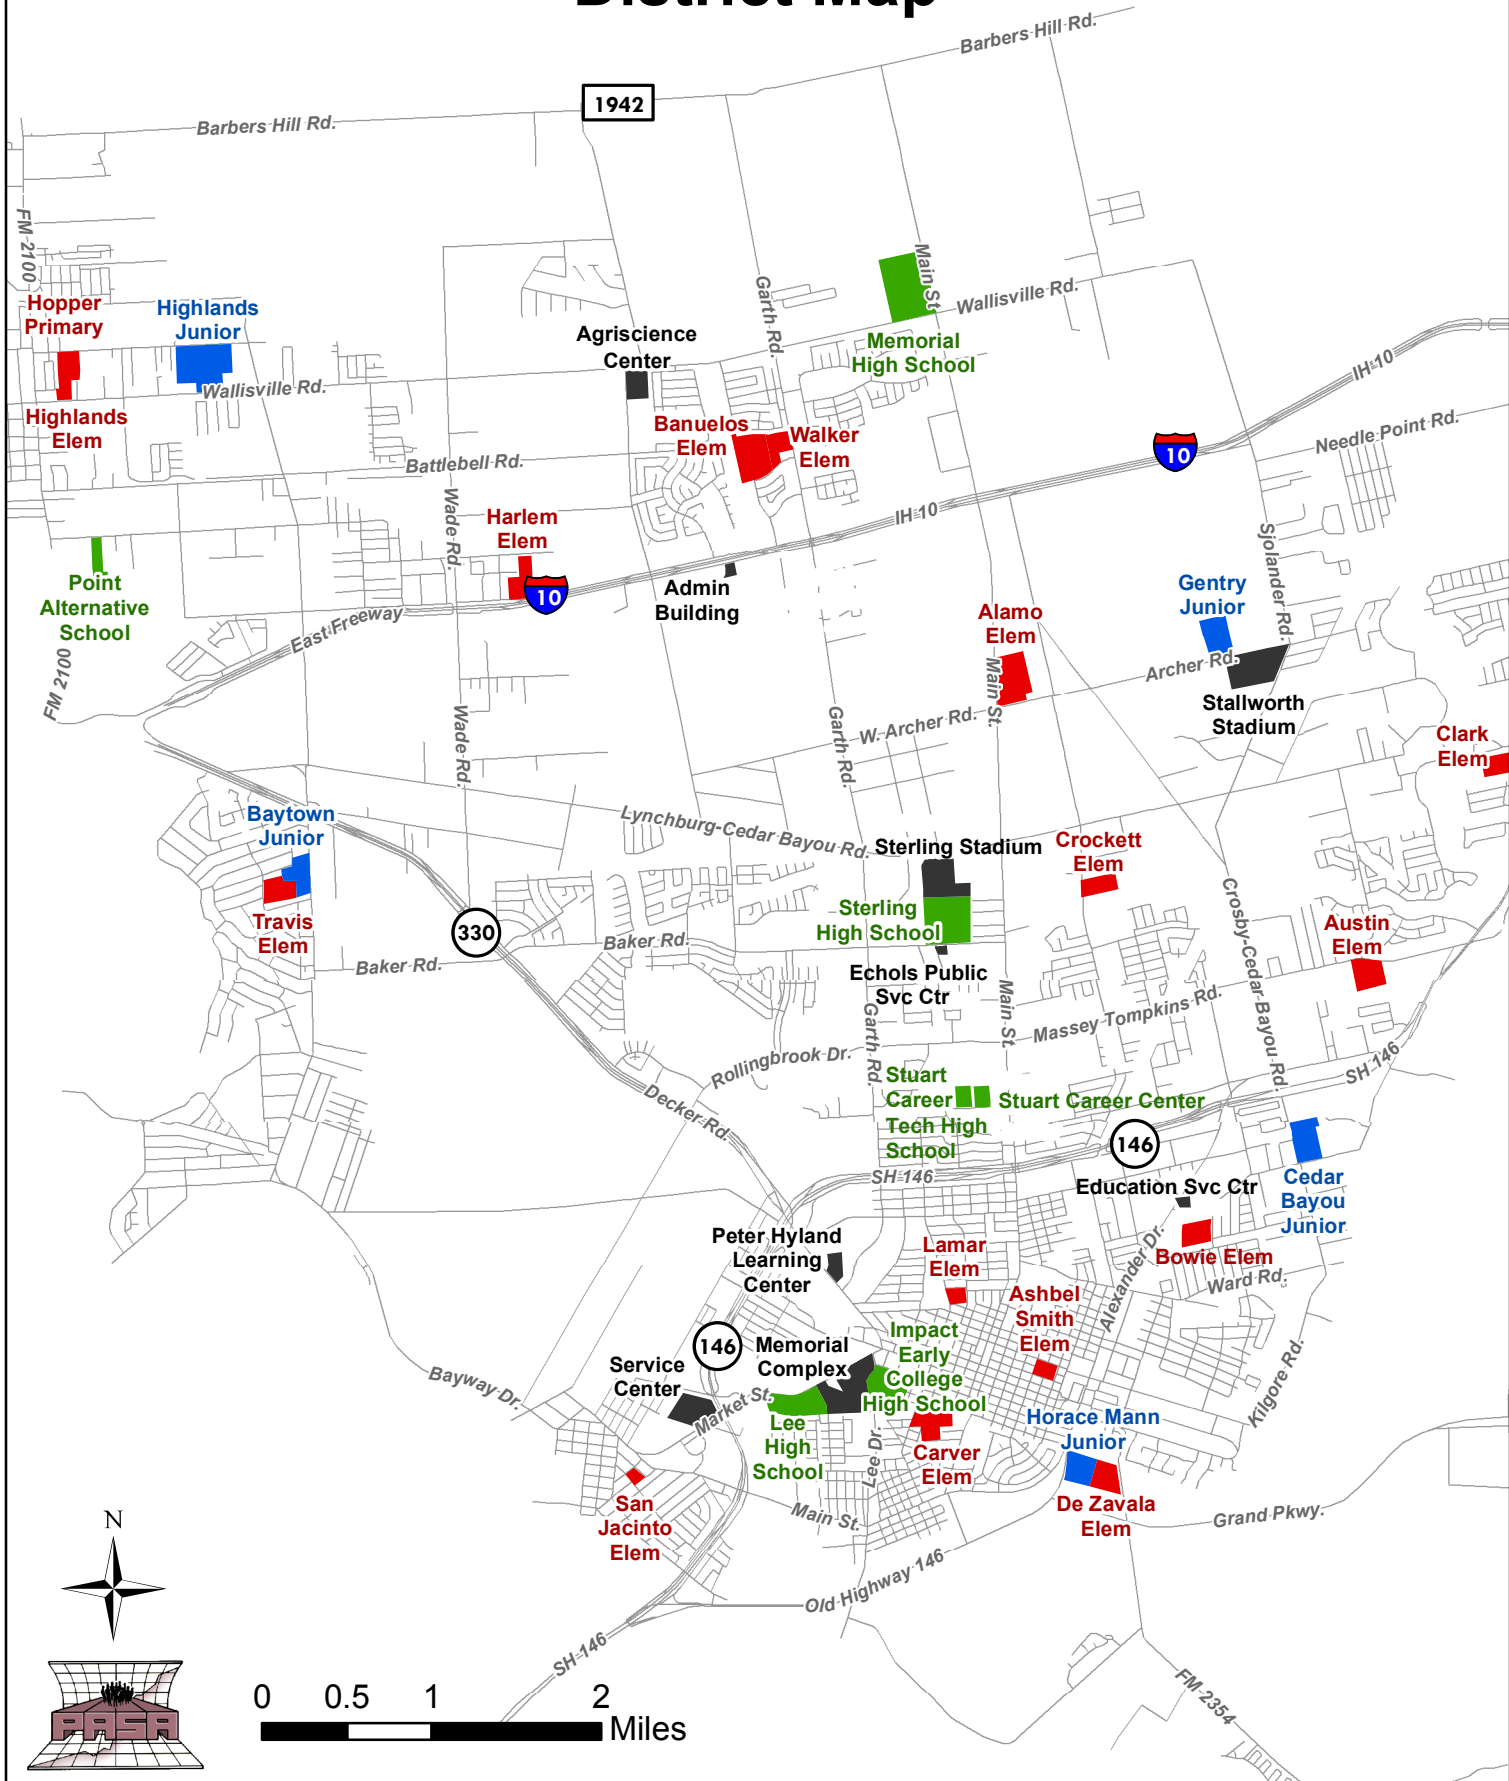 District Map
Barbers Hill Rd.
1942
Barbers Hill Rd.
FM 2100
Main St
Garth Rd.
Wallisville Rd.
Hopper
Primary
Highlands
Junior
Agriscience
Center
Memorial
High School
IH 10
Wallisville Rd.
Highlands
Elem
Banuelos
Elem
Walker
Elem
Needle Point Rd.
10
Battlebell Rd.
Wade Rd.
IH 10
Harlem
Elem
Sjolander Rd.
Point
Alternative
School
10
Admin
Building
Gentry
Junior
East Freeway
Alamo
Elem
FM 2100
Main St.
Archer Rd.
Stallworth
Stadium
Wade Rd.
Garth Rd.
W. Archer Rd.
Clark
Elem
Baytown
Junior
Lynchburg-Cedar Bayou Rd.
Sterling Stadium
Crockett
Elem
Travis
Elem
330
Sterling
High School
Crosby-Cedar Bayou Rd.
Austin
Elem
Baker Rd.
Baker Rd.
Echols Public
Svc Ctr
Main St.
Massey Tompkins Rd.
Garth Rd.
Rollingbrook Dr.
SH 146
Decker Rd.
Stuart
Career
Tech High
School
Stuart Career Center
146
SH 146
Education Svc Ctr
Cedar
Bayou
Junior
Peter Hyland
Learning
Center
Lamar
Elem
Alexander Dr.
Bowie Elem
Ward Rd.
Ashbel
Smith
Elem
146
Memorial
Complex
Impact
Early
College
High School
Service
Center
Bayway Dr.
Market St.
Kilgore Rd.
Lee
High
School
Lee Dr.
Carver
Elem
Horace Mann
Junior
San
Jacinto
Elem
Main St.
De Zavala
Elem
Grand Pkwy.
N
Old Highway 146
SH 146
FM 2354
PASA
0 0.5 1 2
Miles